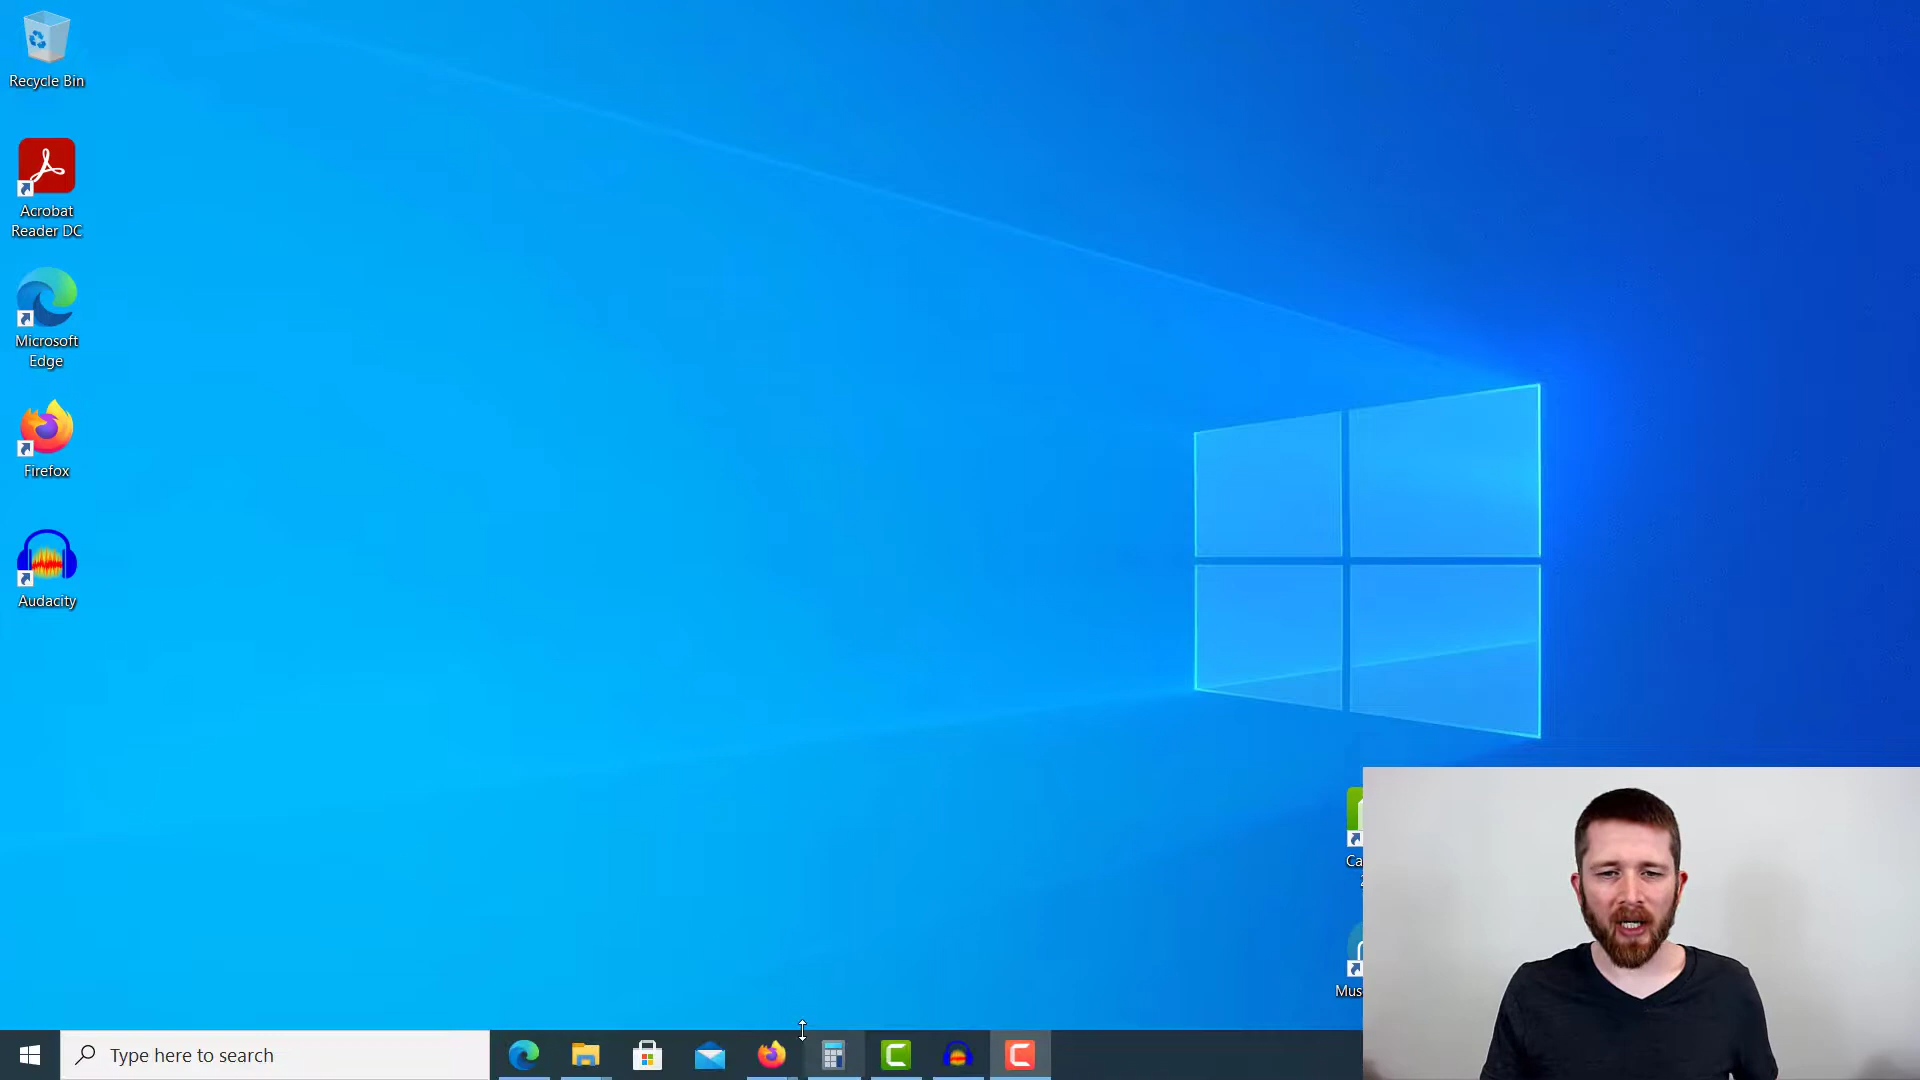 Recycle Bin
Acrobat
Reader DC
Microsoft
Edge
Firefox
Audacity
Ca
Mus
Type here to search